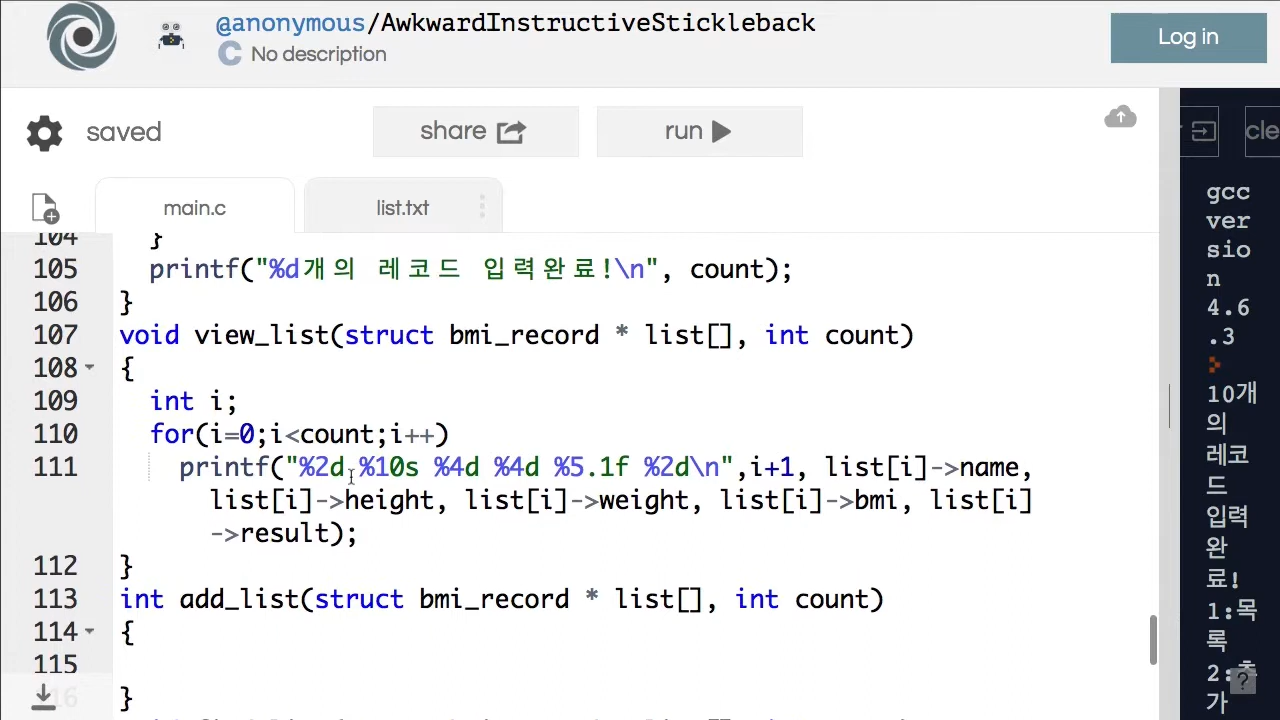 @anonymous/AwkwardInstructiveStickleback
C No description
Log in
saved
share
run
cle
main.c
list.txt
104 }
105 printf("%d개의 레코드 입력완료!\n", count);
106 }
107 void view_list(struct bmi_record * list[], int count)
108 {
109 int i;
110 for(i=0;i<count;i++)
111 printf("%2d %10s %4d %4d %5.1f %2d\n",i+1, list[i]->name,
list[i]->height, list[i]->weight, list[i]->bmi, list[i]
->result);
112 }
113 int add_list(struct bmi_record * list[], int count)
114 {
115
}
gcc
ver
sio
n
4.6
.3
10개
의
레코
드
입력
완
료!
1:목
록
2:추
가
?